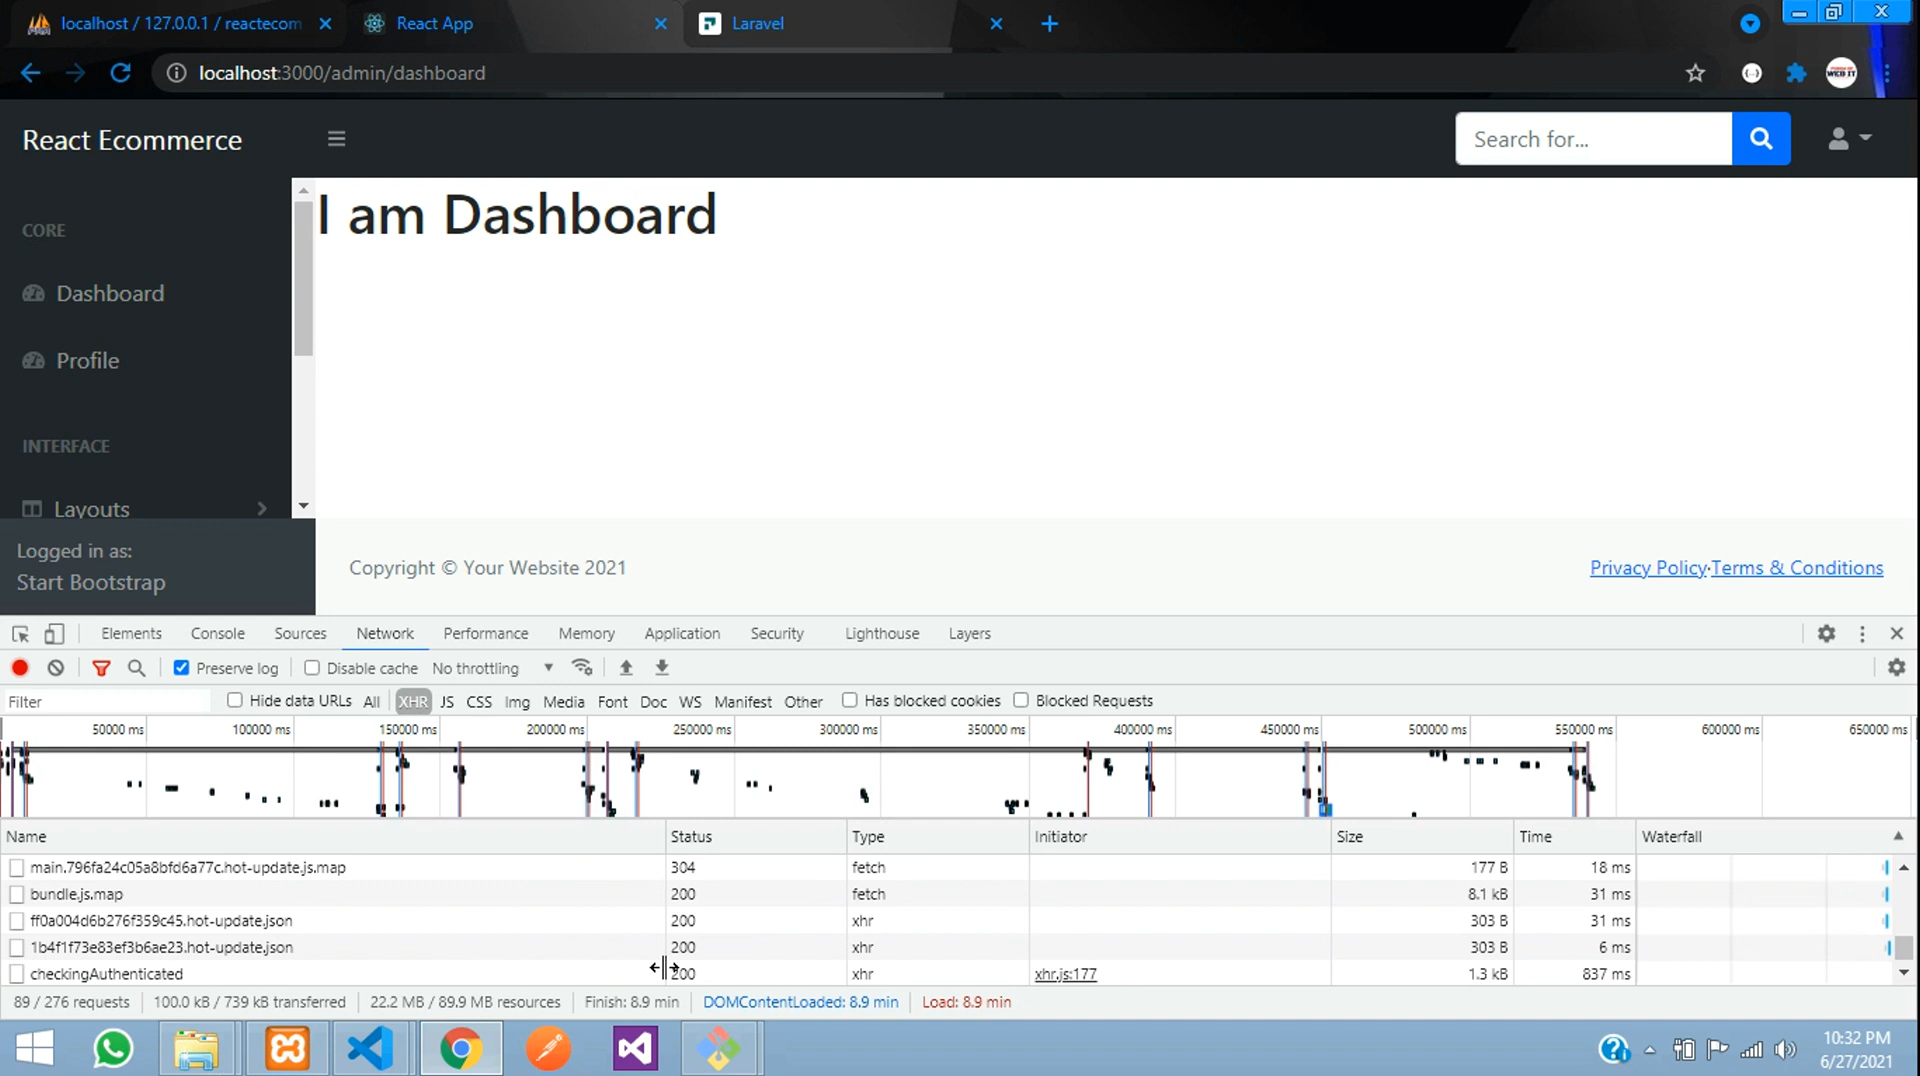 localhost / 127.0.0.1 / reactecom
React App
Laravel
localhost:3000/admin/dashboard
React Ecommerce
Search for...
I am Dashboard
CORE
Dashboard
Profile
INTERFACE
Layouts
Logged in as:
Start Bootstrap
Copyright © Your Website 2021
Privacy Policy·Terms & Conditions
Elements Console Sources Network Performance Memory Application Security Lighthouse Layers
Preserve log Disable cache No throttling
Filter Hide data URLs All XHR JS CSS Img Media Font Doc WS Manifest Other Has blocked cookies Blocked Requests
50000 ms 100000 ms 150000 ms 200000 ms 250000 ms 300000 ms 350000 ms 400000 ms 450000 ms 500000 ms 550000 ms 600000 ms 650000 ms
Name Status Type Initiator Size Time Waterfall
main.796fa24c05a8bfd6a77c.hot-update.js.map 304 fetch 177 B 18 ms
bundle.js.map 200 fetch 8.1 kB 31 ms
ff0a004d6b276f359c45.hot-update.json 200 xhr 303 B 31 ms
1b4f1f73e83ef3b6ae23.hot-update.json 200 xhr 303 B 6 ms
checkingAuthenticated 200 xhr xhr.js:177 1.3 kB 837 ms
89 / 276 requests 100.0 kB / 739 kB transferred 22.2 MB / 89.9 MB resources Finish: 8.9 min DOMContentLoaded: 8.9 min Load: 8.9 min
10:32 PM
6/27/2021